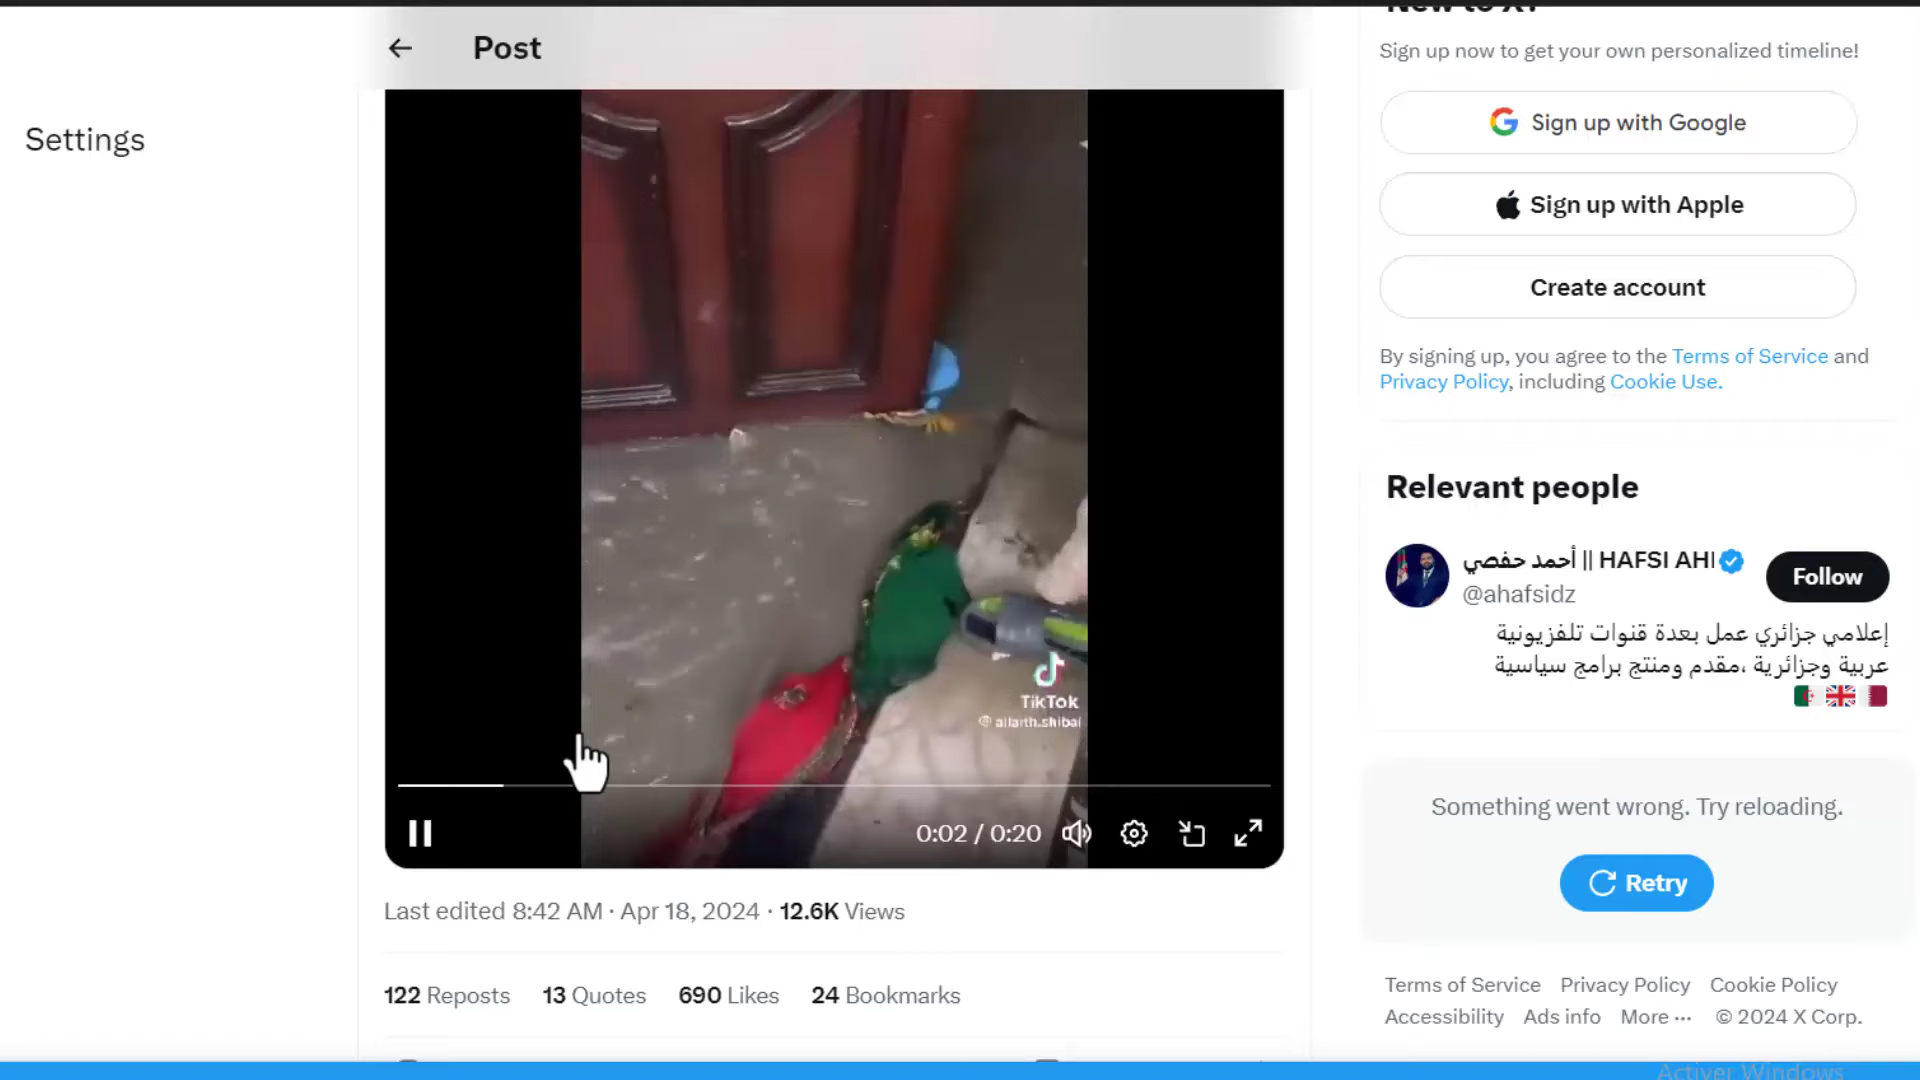 Post
Settings
TikTok
0:02 / 0:20
Last edited 8:42 AM · Apr 18, 2024 · 12.6K Views
122 Reposts 13 Quotes 690 Likes 24 Bookmarks
New to X?
Sign up now to get your own personalized timeline!
Sign up with Google
Sign up with Apple
Create account
By signing up, you agree to the Terms of Service and
Privacy Policy, including Cookie Use.
Relevant people
أحمد حفصي || HAFSI AH
@ahafsidz
Follow
إعلامي جزائري عمل بعدة قنوات تلفزيونية
عربية وجزائرية ،مقدم ومنتج برامج سياسية
Something went wrong. Try reloading.
Retry
Terms of Service Privacy Policy Cookie Policy
Accessibility Ads info More ··· © 2024 X Corp.
Activer Windows